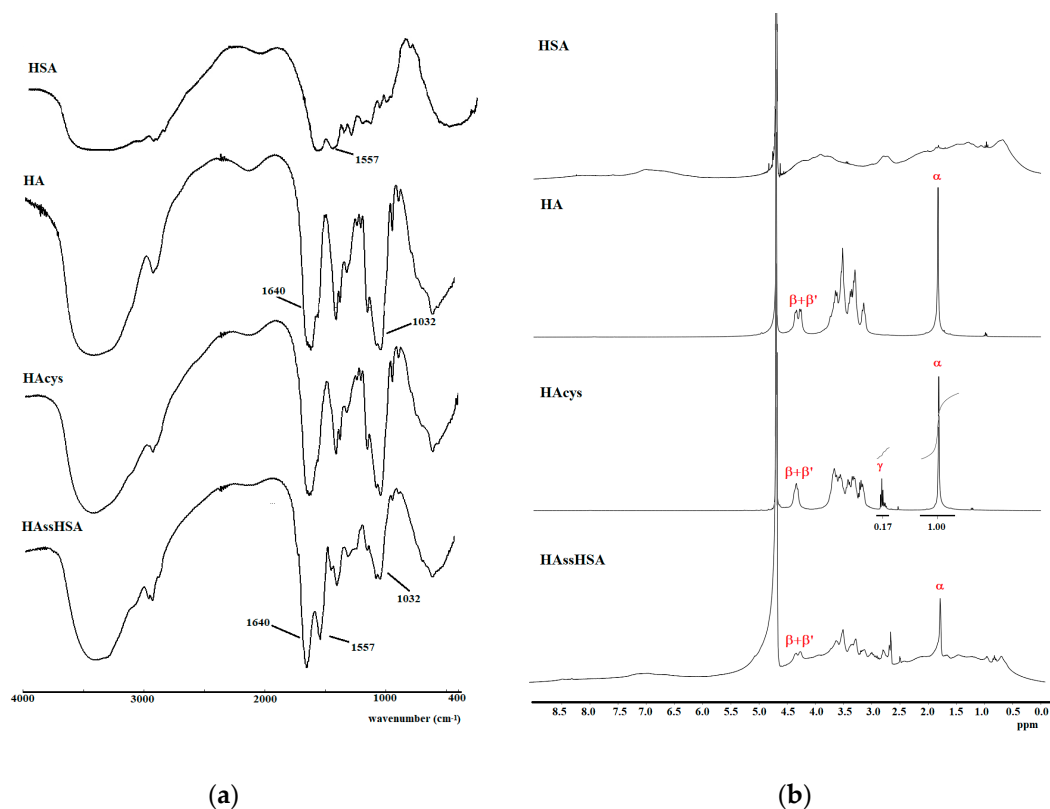 HSA
1557
HA
1640
1032
HAcys
HAssHSA
1032
1640
1557
4000
3000
2000
1000
400
wavenumber (cm-1)
(a)
HSA
HA
α
β+β'
HAcys
α
β+β'
γ
0.17
1.00
HAssHSA
α
β+β'
8.5 8.0 7.5 7.0 6.5 6.0 5.5 5.0 4.5 4.0 3.5 3.0 2.5 2.0 1.5 1.0 0.5 0.0
ppm
(b)